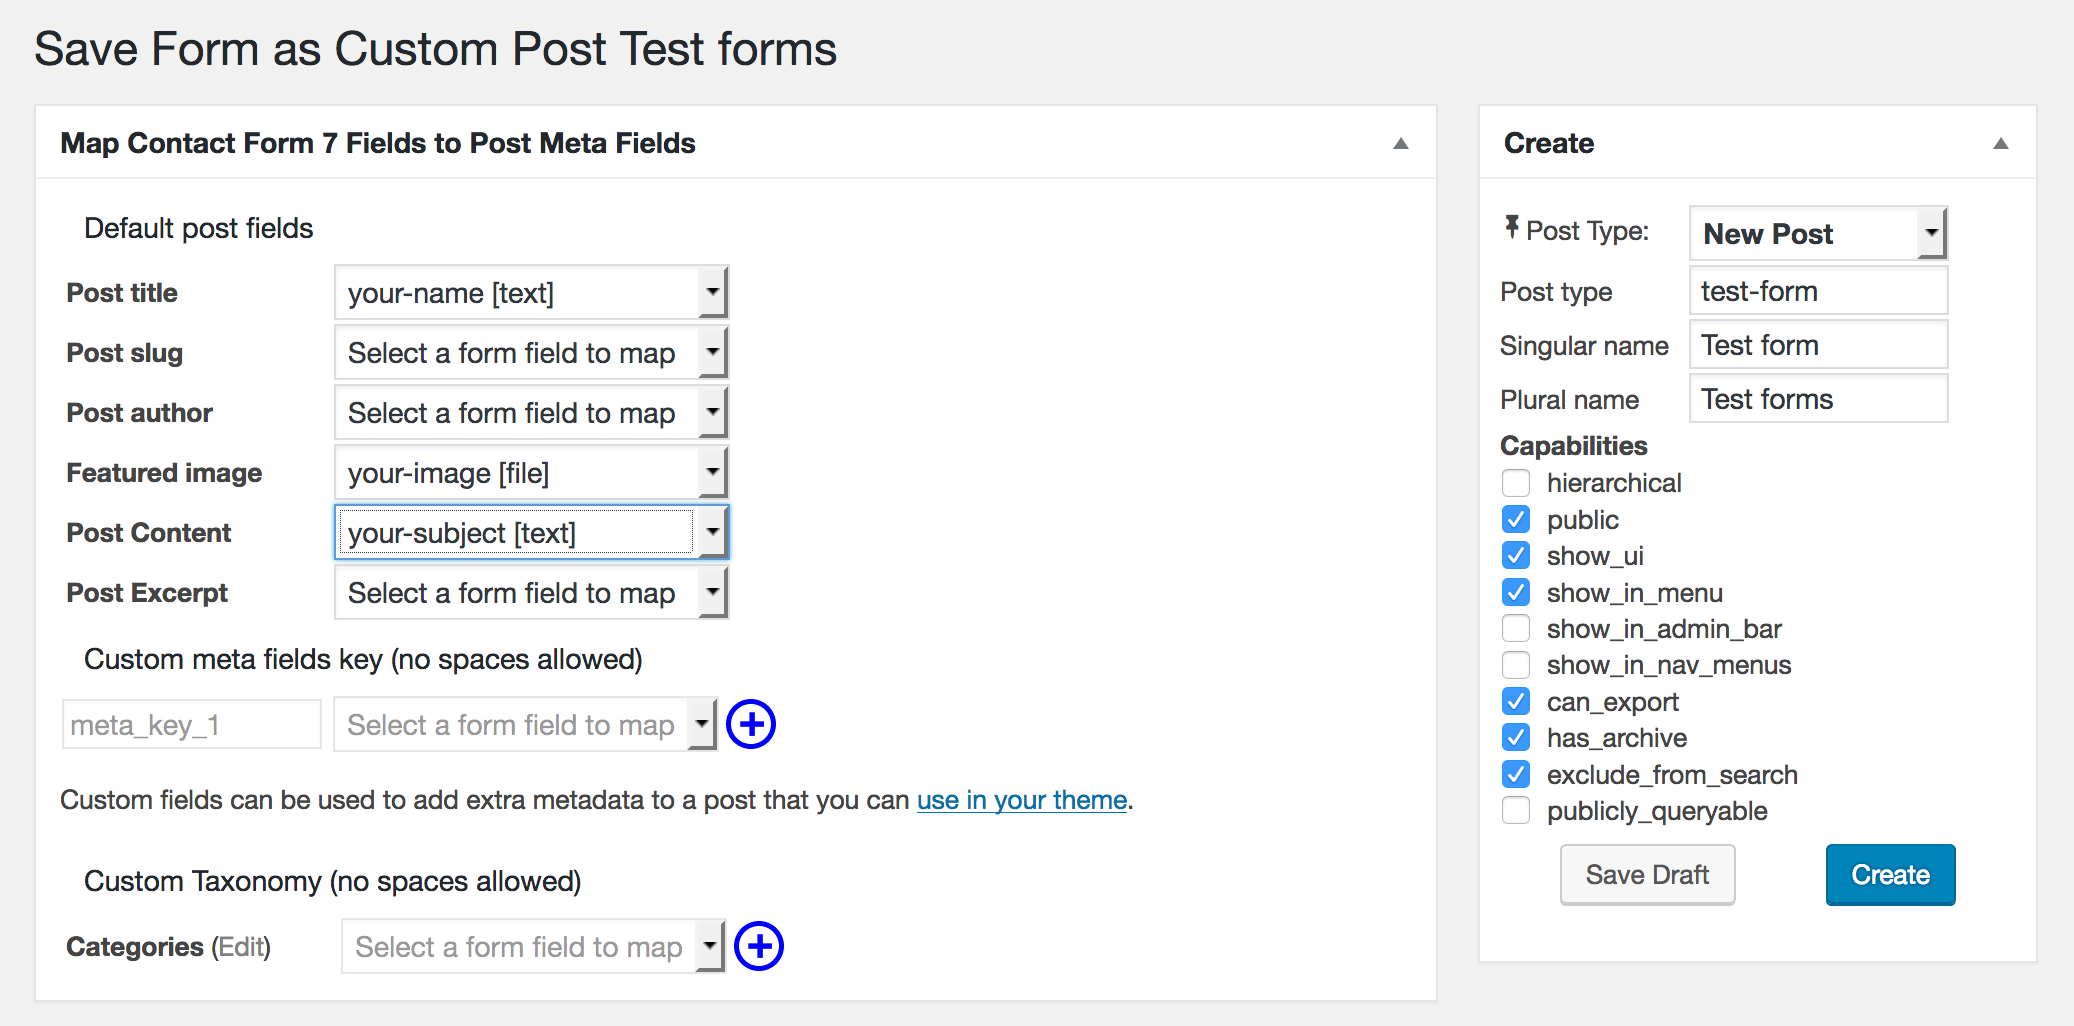 Save Form as Custom Post Test forms
Map Contact Form 7 Fields to Post Meta Fields
Default post fields
Post title your-name [text]
Post slug Select a form field to map
Post author Select a form field to map
Featured image your-image [file]
Post Content your-subject [text]
Post Excerpt Select a form field to map
Custom meta fields key (no spaces allowed)
meta_key_1 Select a form field to map
Custom fields can be used to add extra metadata to a post that you can use in your theme.
Custom Taxonomy (no spaces allowed)
Categories (Edit) Select a form field to map
Create
Post Type: New Post
Post type test-form
Singular name Test form
Plural name Test forms
Capabilities
hierarchical
public
show_ui
show_in_menu
show_in_admin_bar
show_in_nav_menus
can_export
has_archive
exclude_from_search
publicly_queryable
Save Draft Create